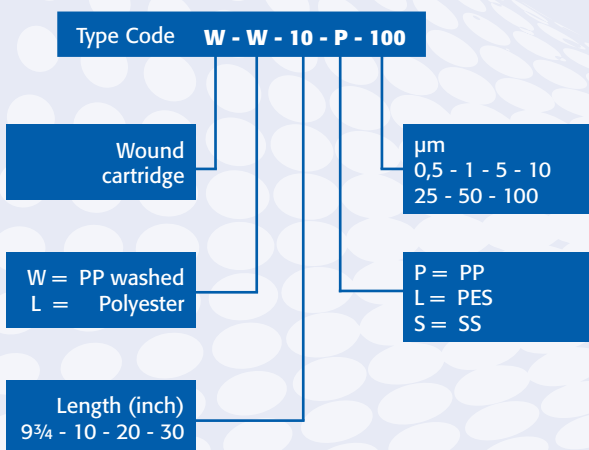 Type Code W - W - 10 - P - 100
Wound
cartridge
µm
0,5 - 1 - 5 - 10
25 - 50 - 100
W = PP washed
L = Polyester
P = PP
L = PES
S = SS
Length (inch)
9¾ - 10 - 20 - 30